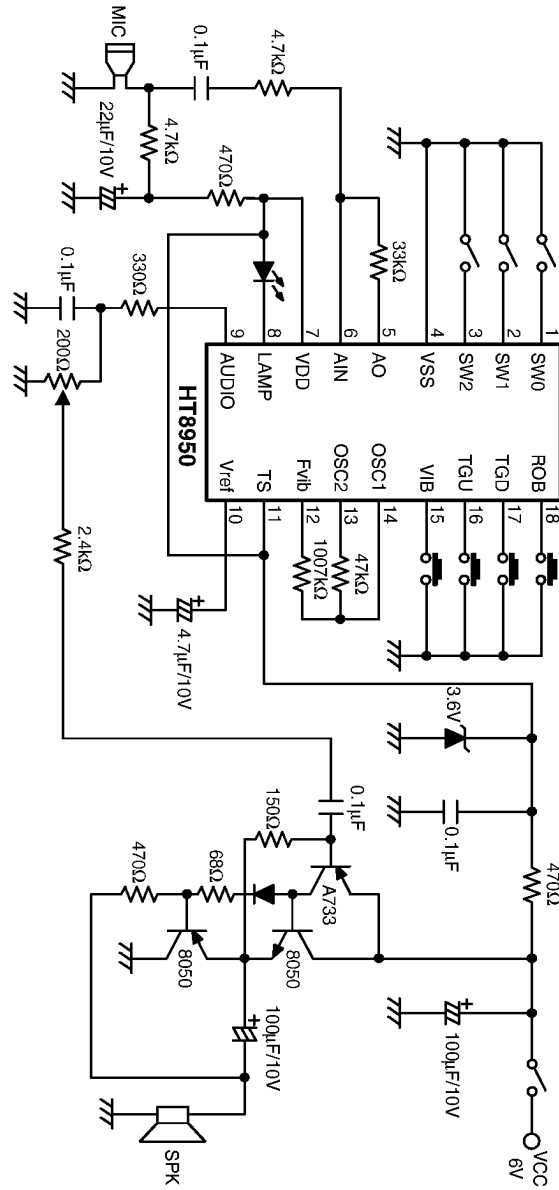 MIC
0.1µF
4.7kΩ
4.7kΩ
22µF/10V
470Ω
33kΩ
0.1µF
330Ω
200Ω
9 8 7 6 5 4 3 2 1
AUDIO LAMP VDD AIN AO VSS SW2 SW1 SW0
HT8950
Vref TS Fvib OSC2 OSC1 VIB TGU TGD ROB
10 11 12 13 14 15 16 17 18
2.4kΩ
4.7µF/10V
1007kΩ
47kΩ
3.6V
0.1µF
470Ω
0.1µF
150Ω
A733
470Ω
68Ω
8050
8050
100µF/10V
100µF/10V
SPK
VCC
6V